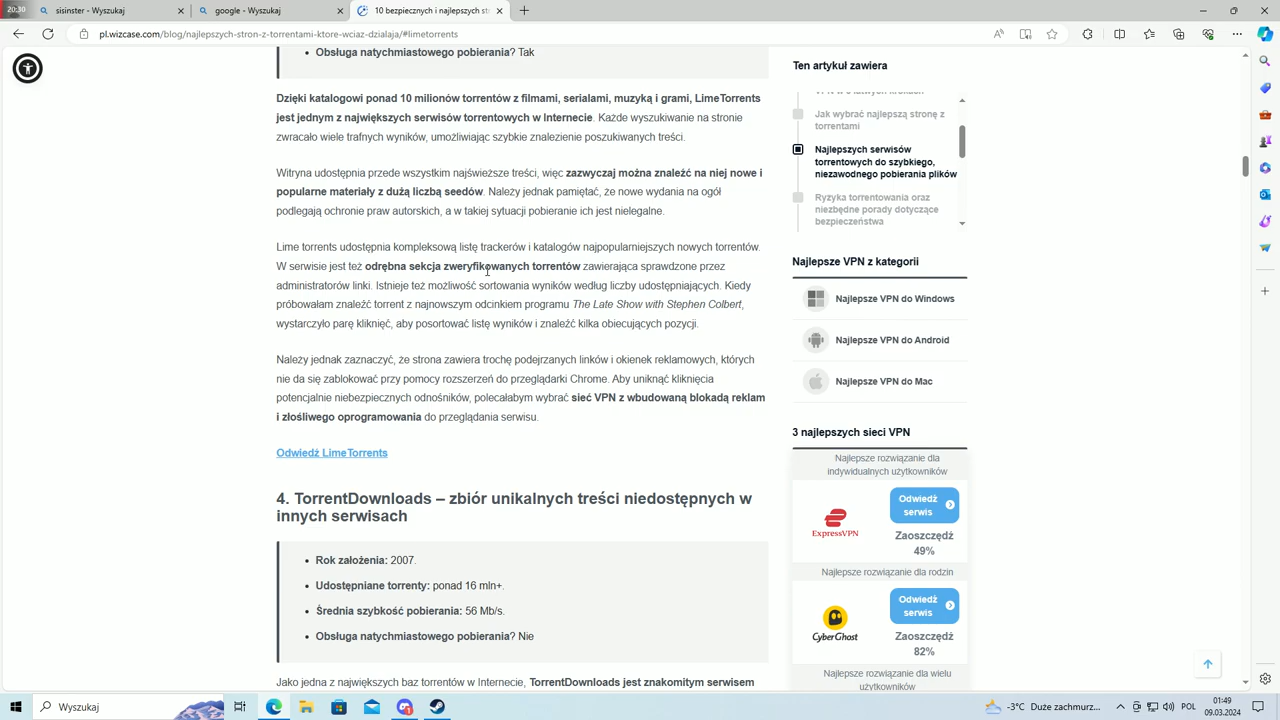 20:30
sisinster - Wyszukaj
google - Wyszukaj
10 bezpiecznych i najlepszych str
pl.wizcase.com/blog/najlepszych-stron-z-torrentami-ktore-wciaz-dzialaja/#limetorrents
Obsługa natychmiastowego pobierania? Tak
Dzięki katalogowi ponad 10 milionów torrentów z filmami, serialami, muzyką i grami, LimeTorrents
jest jednym z największych serwisów torrentowych w Internecie. Każde wyszukiwanie na stronie
zwracało wiele trafnych wyników, umożliwiając szybkie znalezienie poszukiwanych treści.
Witryna udostępnia przede wszystkim najświeższe treści, więc zazwyczaj można znaleźć na niej nowe i
popularne materiały z dużą liczbą seedów. Należy jednak pamiętać, że nowe wydania na ogół
podlegają ochronie praw autorskich, a w takiej sytuacji pobieranie ich jest nielegalne.
Lime torrents udostępnia kompleksową listę trackerów i katalogów najpopularniejszych nowych torrentów.
W serwisie jest też odrębna sekcja zweryfikowanych torrentów zawierająca sprawdzone przez
administratorów linki. Istnieje też możliwość sortowania wyników według liczby udostępniających. Kiedy
próbowałam znaleźć torrent z najnowszym odcinkiem programu The Late Show with Stephen Colbert,
wystarczyło parę kliknięć, aby posortować listę wyników i znaleźć kilka obiecujących pozycji.
Należy jednak zaznaczyć, że strona zawiera trochę podejrzanych linków i okienek reklamowych, których
nie da się zablokować przy pomocy rozszerzeń do przeglądarki Chrome. Aby uniknąć kliknięcia
potencjalnie niebezpiecznych odnośników, polecałabym wybrać sieć VPN z wbudowaną blokadą reklam
i złośliwego oprogramowania do przeglądania serwisu.
Odwiedź LimeTorrents
4. TorrentDownloads – zbiór unikalnych treści niedostępnych w
innych serwisach
Rok założenia: 2007.
Udostępniane torrenty: ponad 16 mln+.
Średnia szybkość pobierania: 56 Mb/s.
Obsługa natychmiastowego pobierania? Nie
Jako jedna z największych baz torrentów w Internecie, TorrentDownloads jest znakomitym serwisem
Ten artykuł zawiera
VPN w 3 łatwych krokach
Jak wybrać najlepszą stronę z
torrentami
Najlepszych serwisów
torrentowych do szybkiego,
niezawodnego pobierania plików
Ryzyka torrentowania oraz
niezbędne porady dotyczące
bezpieczeństwa
Najlepsze VPN z kategorii
Najlepsze VPN do Windows
Najlepsze VPN do Android
Najlepsze VPN do Mac
3 najlepszych sieci VPN
Najlepsze rozwiązanie dla
indywidualnych użytkowników
ExpressVPN
Odwiedź
serwis
Zaoszczędź
49%
Najlepsze rozwiązanie dla rodzin
CyberGhost
Odwiedź
serwis
Zaoszczędź
82%
Najlepsze rozwiązanie dla wielu
użytkowników
Wyszukaj
-3°C Duże zachmurz...
POL
01:49
09.03.2024